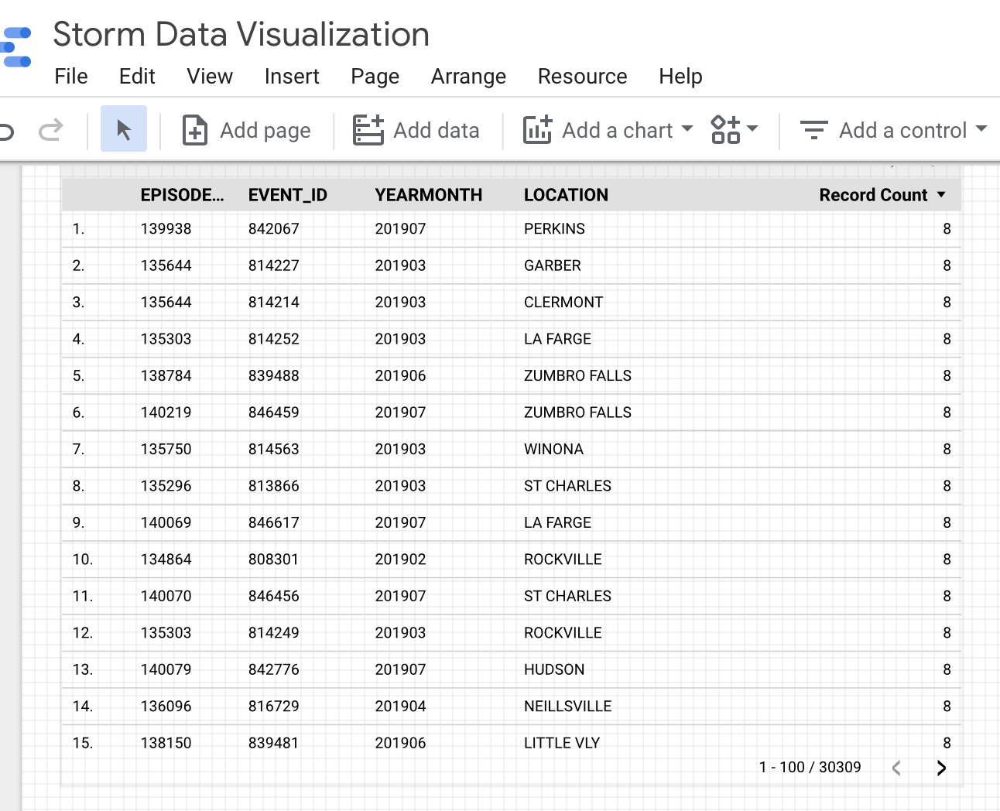 Storm Data Visualization
File Edit View Insert Page Arrange Resource Help
Add page Add data Add a chart Add a control
EPISODE... EVENT_ID YEARMONTH LOCATION Record Count
1. 139938 842067 201907 PERKINS 8
2. 135644 814227 201903 GARBER 8
3. 135644 814214 201903 CLERMONT 8
4. 135303 814252 201903 LA FARGE 8
5. 138784 839488 201906 ZUMBRO FALLS 8
6. 140219 846459 201907 ZUMBRO FALLS 8
7. 135750 814563 201903 WINONA 8
8. 135296 813866 201903 ST CHARLES 8
9. 140069 846617 201907 LA FARGE 8
10. 134864 808301 201902 ROCKVILLE 8
11. 140070 846456 201907 ST CHARLES 8
12. 135303 814249 201903 ROCKVILLE 8
13. 140079 842776 201907 HUDSON 8
14. 136096 816729 201904 NEILLSVILLE 8
15. 138150 839481 201906 LITTLE VLY 8
1 - 100 / 30309